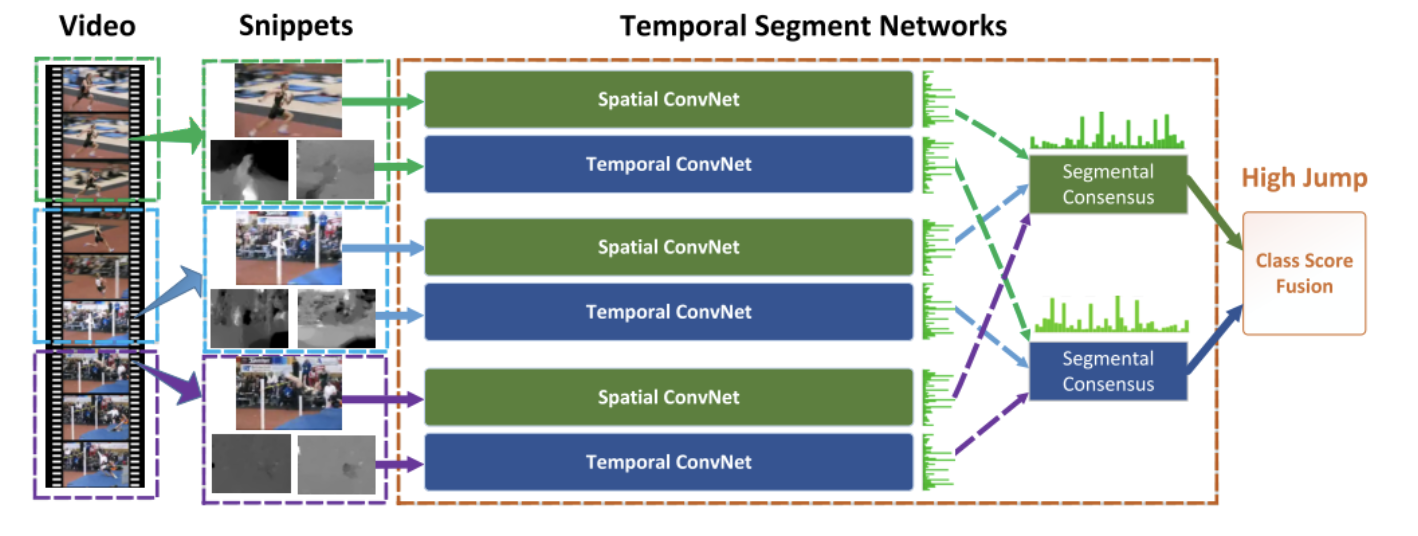 Video
Snippets
Temporal Segment Networks
Spatial ConvNet
Temporal ConvNet
Spatial ConvNet
Temporal ConvNet
Spatial ConvNet
Temporal ConvNet
Segmental
Consensus
Segmental
Consensus
High Jump
Class Score
Fusion